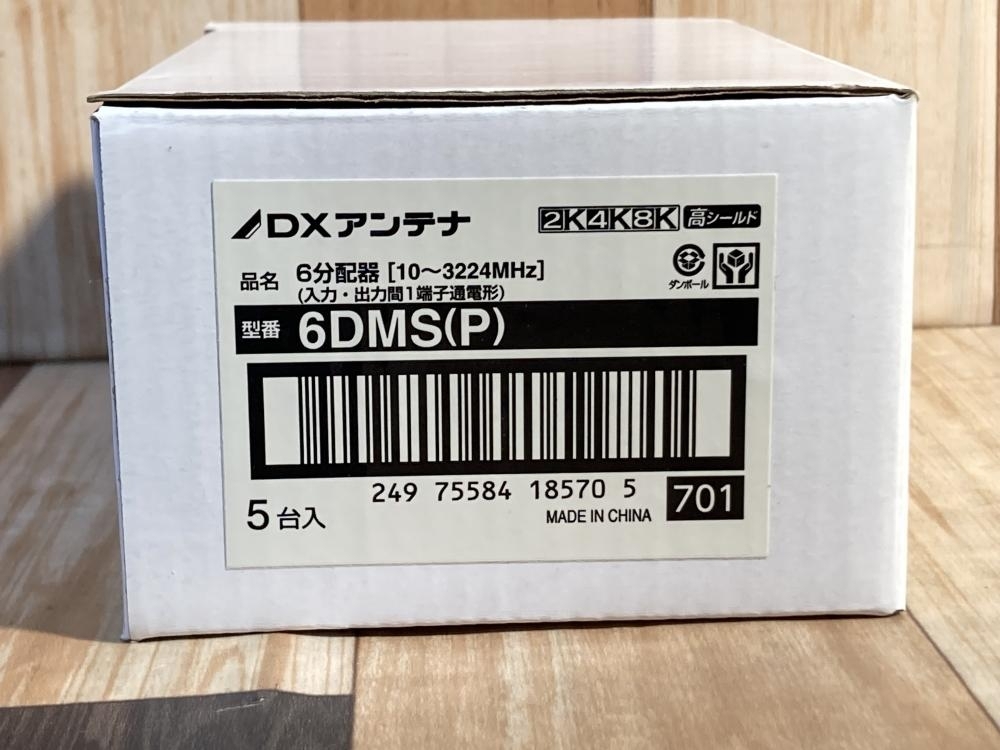 DXアンテナ 2K4K8K 高シールド
品名 6分配器 [10～3224MHz]
(入力・出力間1端子通電形)
ダンボール
型番 6DMS(P)
249 75584 18570 5
5台入 MADE IN CHINA 701